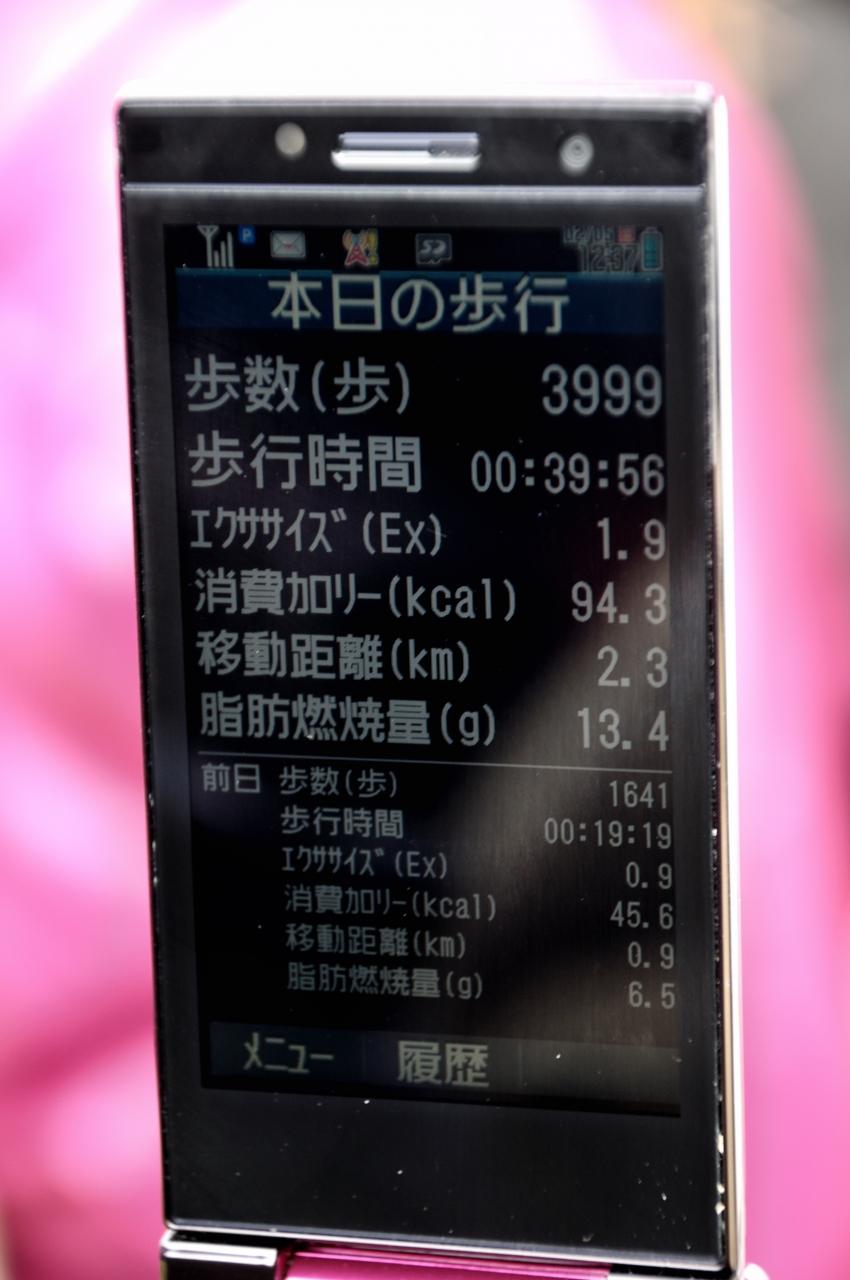 P SD 02/05
12:37
本日の歩行
歩数(歩) 3999
歩行時間 00:39:56
ｴｸｻｻｲｽﾞ(Ex) 1.9
消費ｶﾛﾘｰ(kcal) 94.3
移動距離(km) 2.3
脂肪燃焼量(g) 13.4
前日 歩数(歩) 1641
歩行時間 00:19:19
ｴｸｻｻｲｽﾞ(Ex) 0.9
消費ｶﾛﾘｰ(kcal) 45.6
移動距離(km) 0.9
脂肪燃焼量(g) 6.5
ﾒﾆｭｰ 履歴